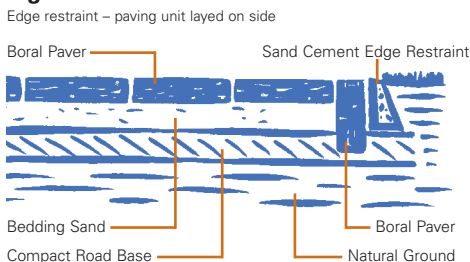 Edge restraint – paving unit layed on side
Boral Paver
Sand Cement Edge Restraint
Bedding Sand
Boral Paver
Compact Road Base
Natural Ground